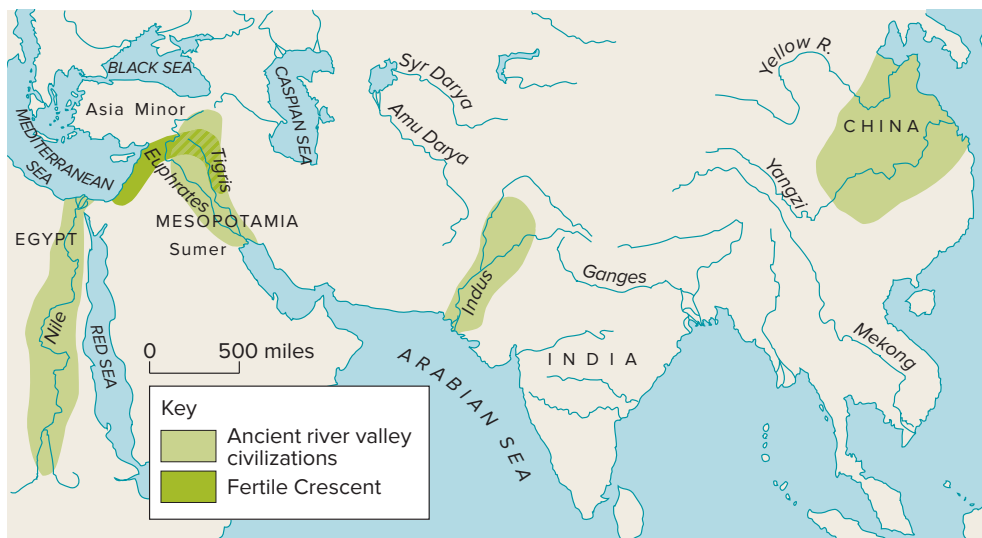 BLACK SEA
Asia Minor
CASPIAN SEA
Syr Darya
Amu Darya
Yellow R.
CHINA
MEDITERRANEAN
SEA
Euphrates
Tigris
MESOPOTAMIA
Sumer
EGYPT
Nile
RED SEA
Yangzi
Indus
Ganges
INDIA
Mekong
ARABIAN SEA
0 500 miles
Key
Ancient river valley
civilizations
Fertile Crescent